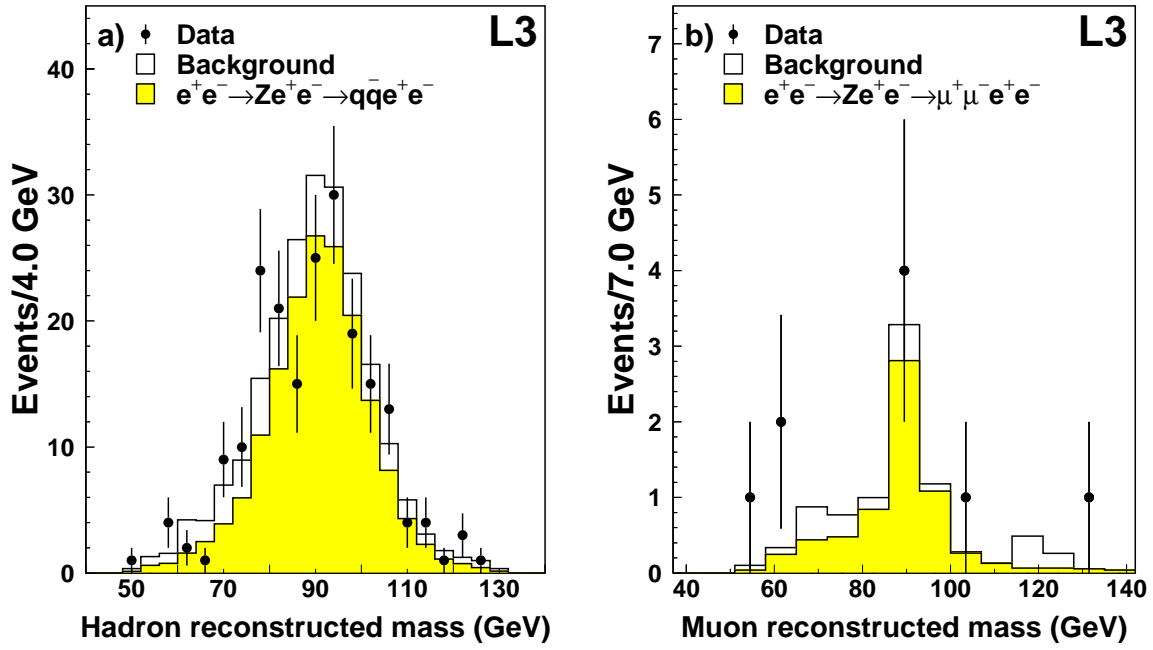 a) Data
L3
Background
e⁺e⁻→Ze⁺e⁻→qq̄e⁺e⁻
Events/4.0 GeV
40
30
20
10
0
50 70 90 110 130
Hadron reconstructed mass (GeV)
b) Data
L3
Background
e⁺e⁻→Ze⁺e⁻→μ⁺μ⁻e⁺e⁻
Events/7.0 GeV
7
6
5
4
3
2
1
0
40 60 80 100 120 140
Muon reconstructed mass (GeV)